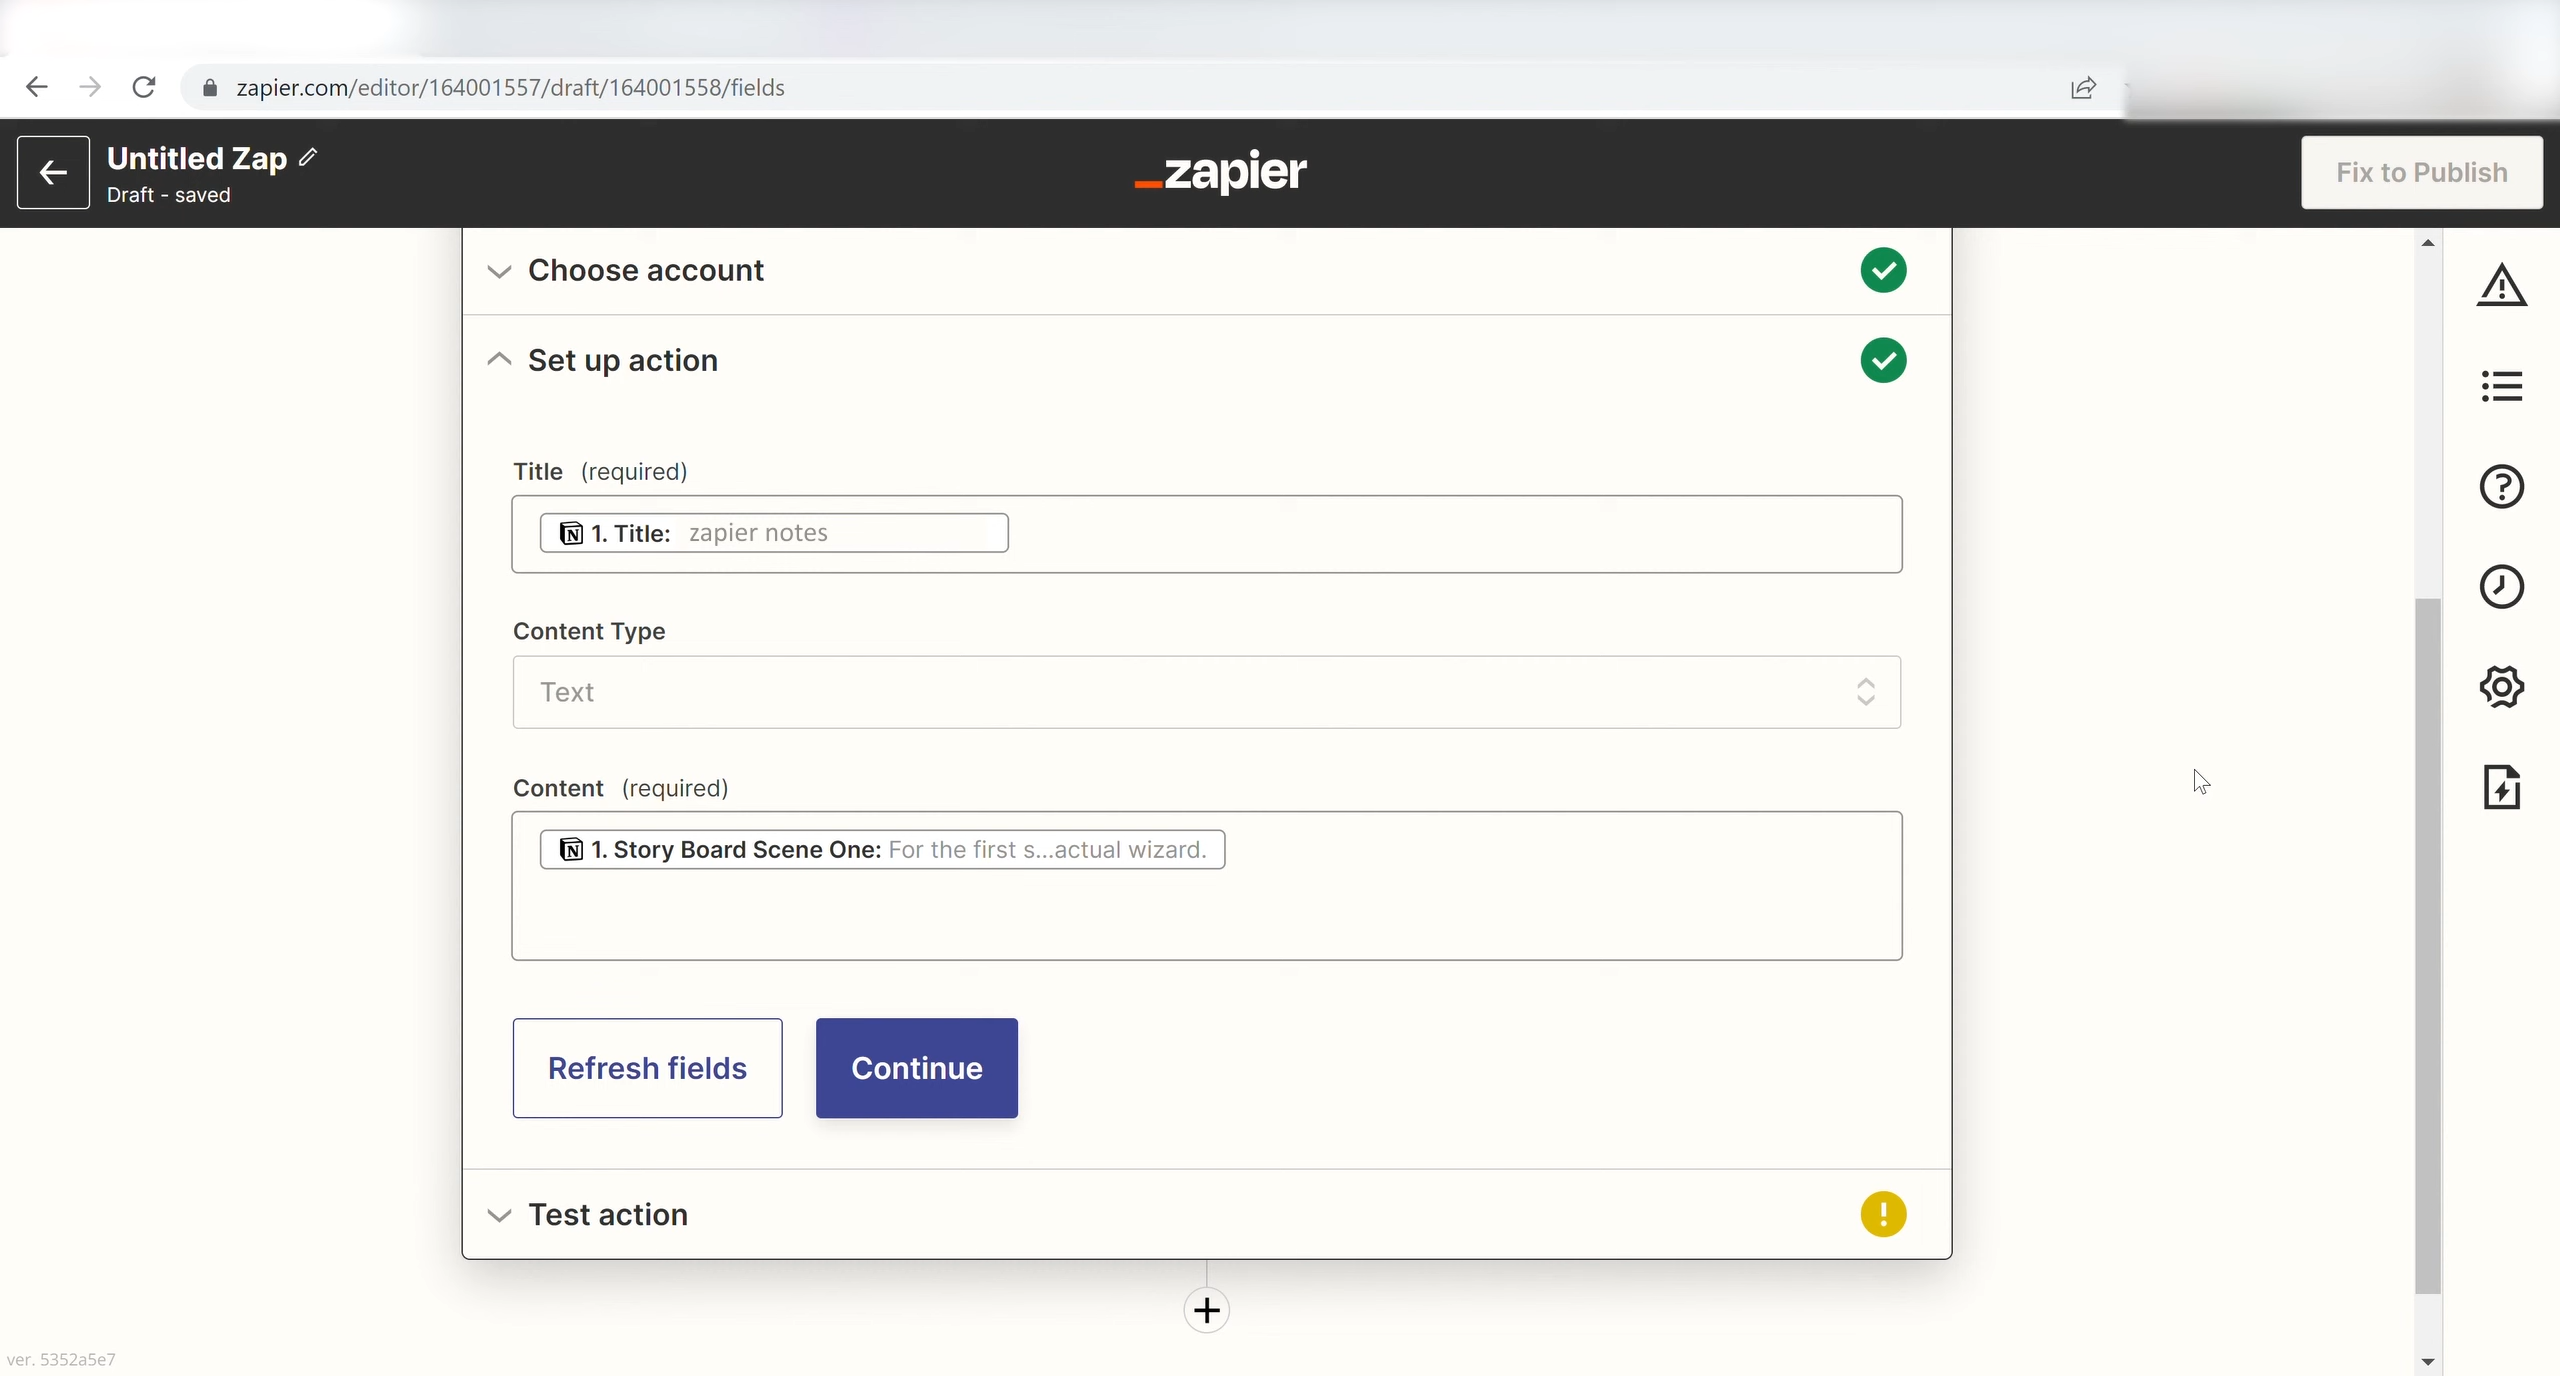 zapier.com/editor/164001557/draft/164001558/fields
Untitled Zap
Draft - saved
_zapier
Fix to Publish
Choose account
Set up action
Title (required)
1. Title: zapier notes
Content Type
Text
Content (required)
1. Story Board Scene One: For the first s...actual wizard.
Refresh fields
Continue
Test action
ver. 5352a5e7